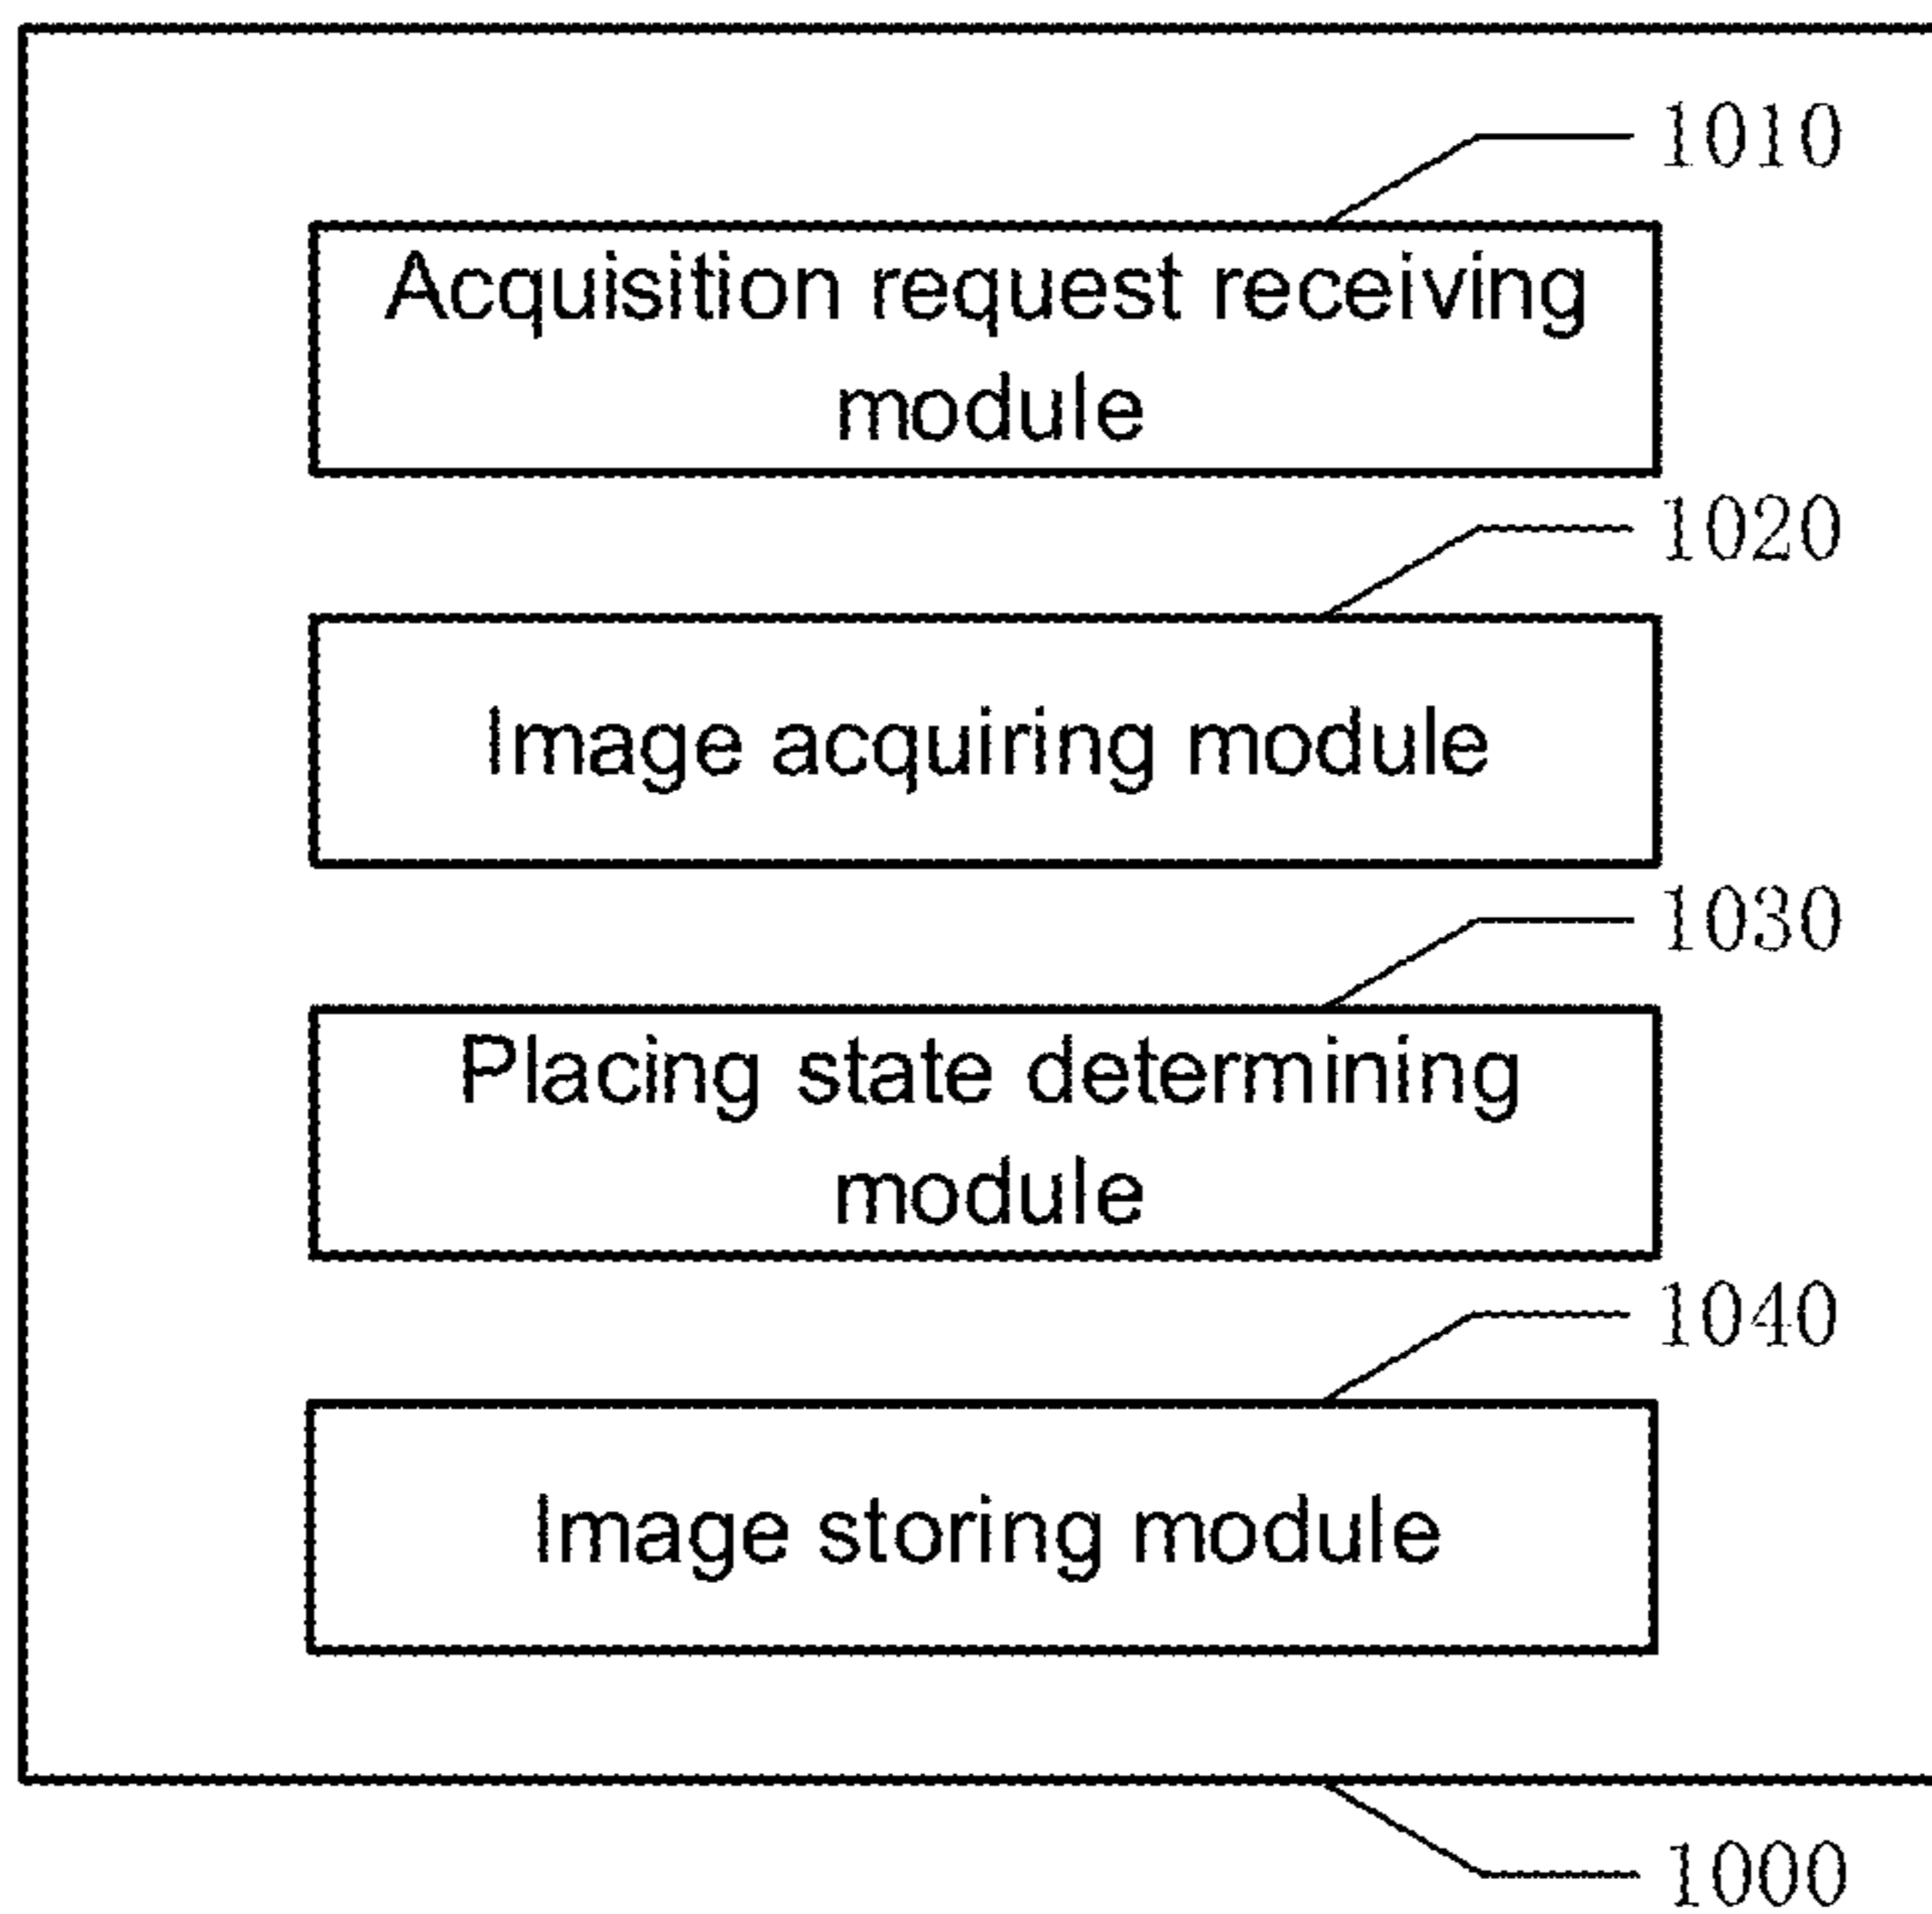 1010
Acquisition request receiving
module
1020
Image acquiring module
1030
Placing state determining
module
1040
Image storing module
1000